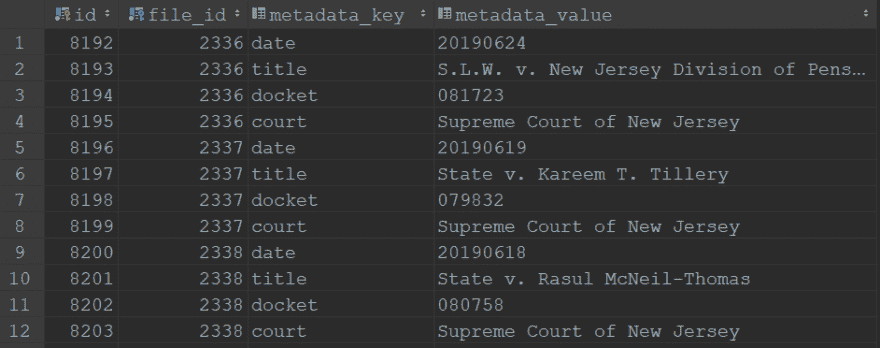 id file_id metadata_key metadata_value
1 8192 2336 date 20190624
2 8193 2336 title S.L.W. v. New Jersey Division of Pens…
3 8194 2336 docket 081723
4 8195 2336 court Supreme Court of New Jersey
5 8196 2337 date 20190619
6 8197 2337 title State v. Kareem T. Tillery
7 8198 2337 docket 079832
8 8199 2337 court Supreme Court of New Jersey
9 8200 2338 date 20190618
10 8201 2338 title State v. Rasul McNeil-Thomas
11 8202 2338 docket 080758
12 8203 2338 court Supreme Court of New Jersey